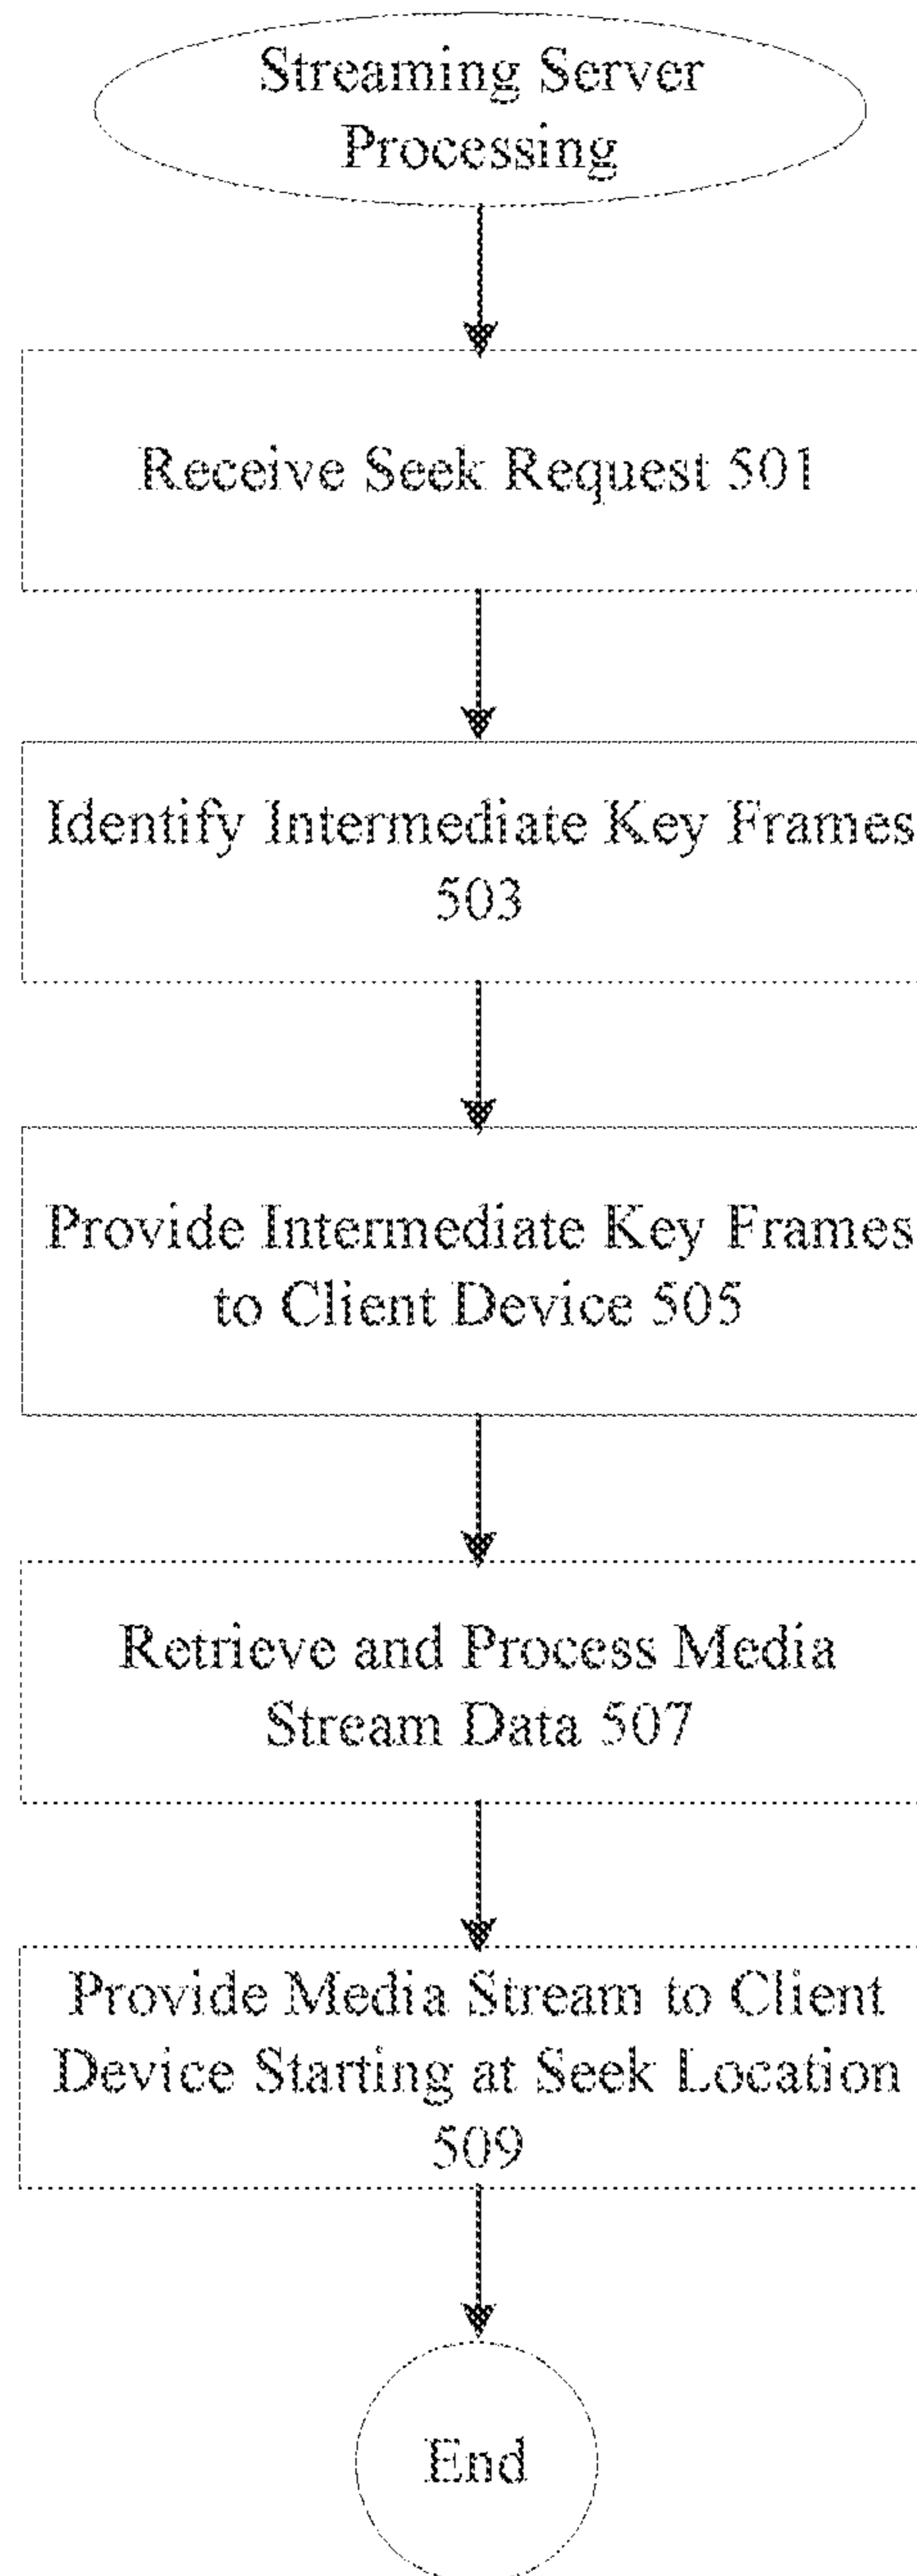 Streaming Server
Processing
Receive Seek Request 501
Identify Intermediate Key Frames
503
Provide Intermediate Key Frames
to Client Device 505
Retrieve and Process Media
Stream Data 507
Provide Media Stream to Client
Device Starting at Seek Location
509
End